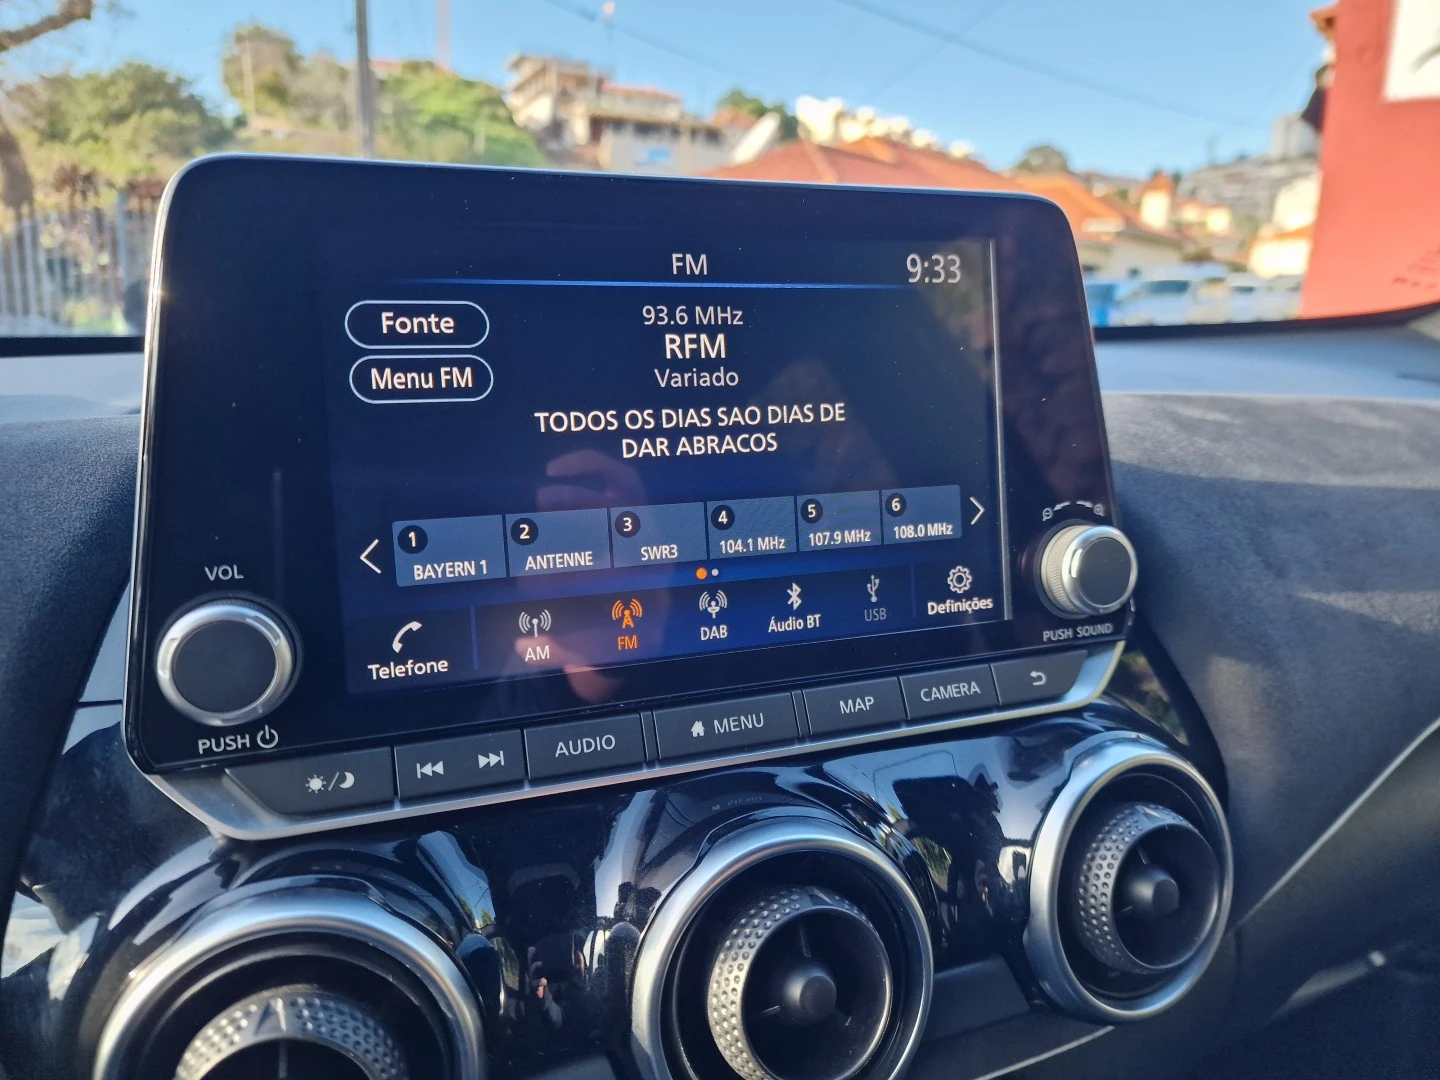 FM
9:33
Fonte
Menu FM
93.6 MHz
RFM
Variado
TODOS OS DIAS SAO DIAS DE
DAR ABRACOS
1 BAYERN 1
2 ANTENNE
3 SWR3
4 104.1 MHz
5 107.9 MHz
6 108.0 MHz
Telefone
AM
FM
DAB
Áudio BT
USB
Definições
VOL
PUSH
PUSH SOUND
AUDIO
MENU
MAP
CAMERA